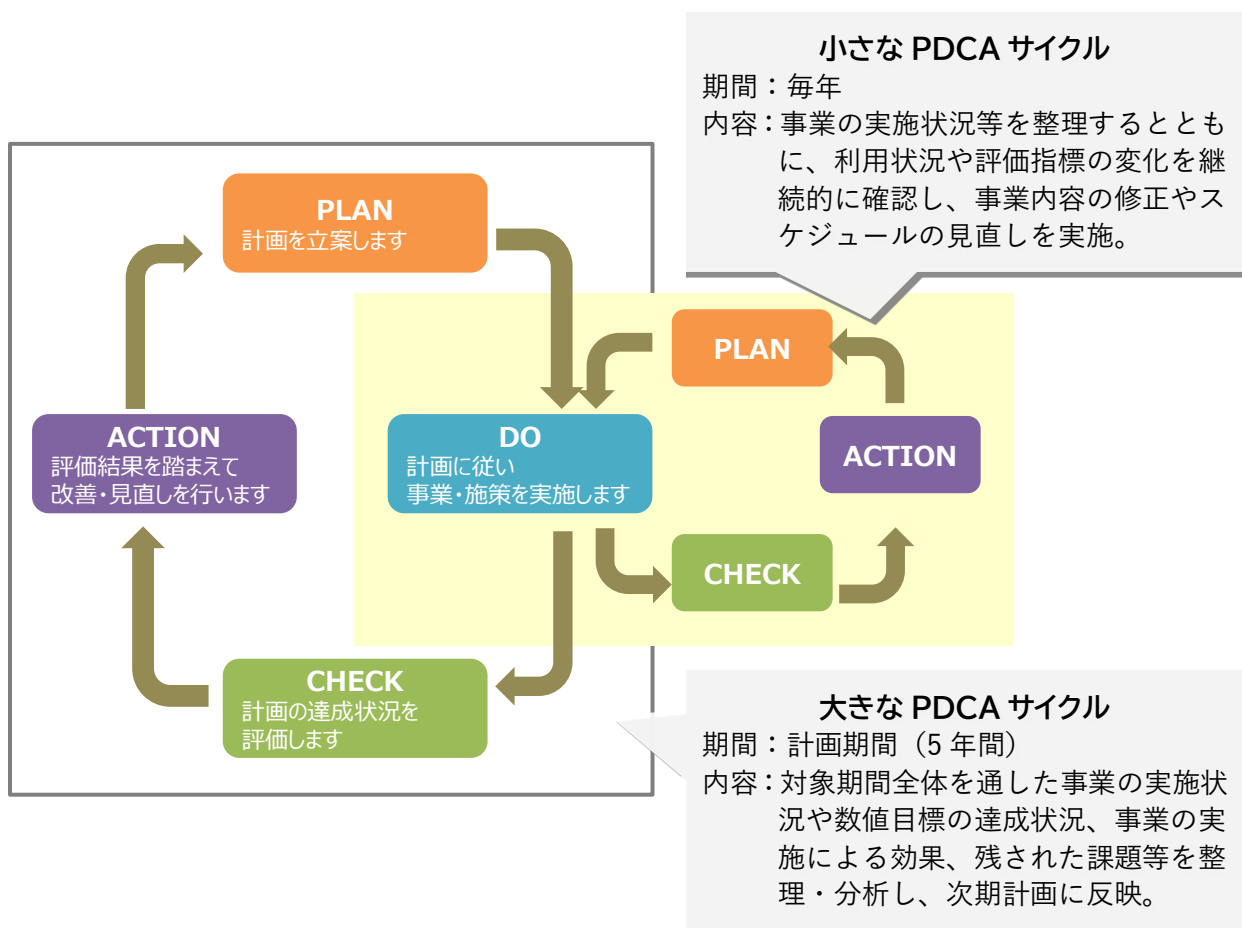 小さな PDCA サイクル
期間：毎年
内容：事業の実施状況等を整理するととも
に、利用状況や評価指標の変化を継
続的に確認し、事業内容の修正やス
ケジュールの見直しを実施。
PLAN
計画を立案します
PLAN
ACTION
評価結果を踏まえて
改善・見直しを行います
DO
計画に従い
事業・施策を実施します
ACTION
CHECK
CHECK
計画の達成状況を
評価します
大きな PDCA サイクル
期間：計画期間（5 年間）
内容：対象期間全体を通した事業の実施状
況や数値目標の達成状況、事業の実
施による効果、残された課題等を整
理・分析し、次期計画に反映。